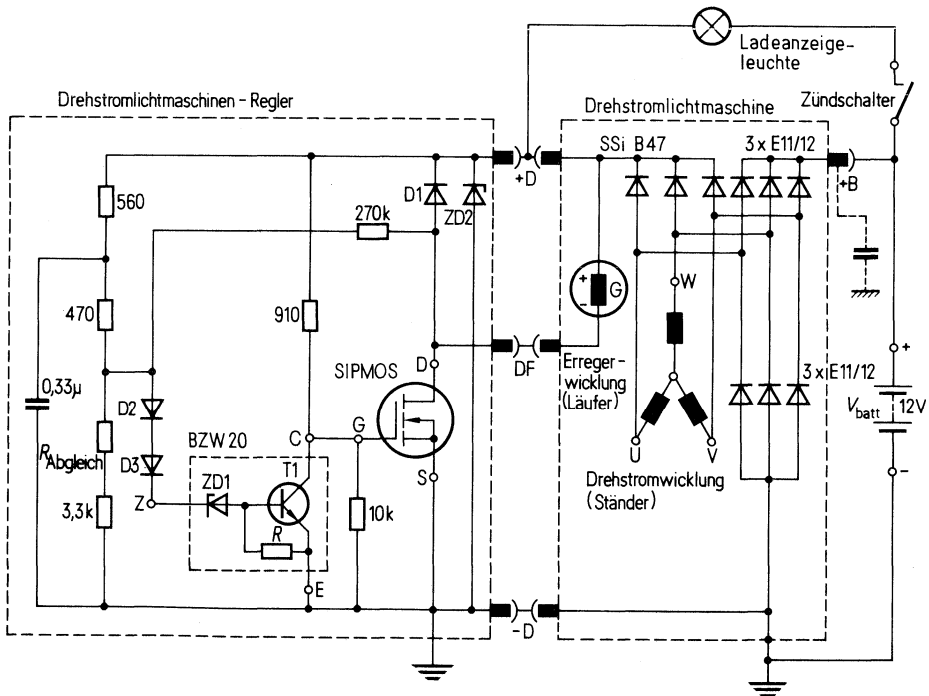 Ladeanzeige-
leuchte
Zündschalter
Drehstromlichtmaschinen - Regler
Drehstromlichtmaschine
SSi B47
3x E11/12
+D
+B
D1
ZD2
560
270k
470
910
W
+
-
G
D
DF
Erreger-
wicklung
(Läufer)
SIPMOS
3x E11/12
+
V batt
12V
-
0,33µ
D2
R Abgleich
D3
BZW 20
C
G
S
U
V
Drehstromwicklung
(Ständer)
T1
ZD1
Z
3,3k
R
10k
E
-D